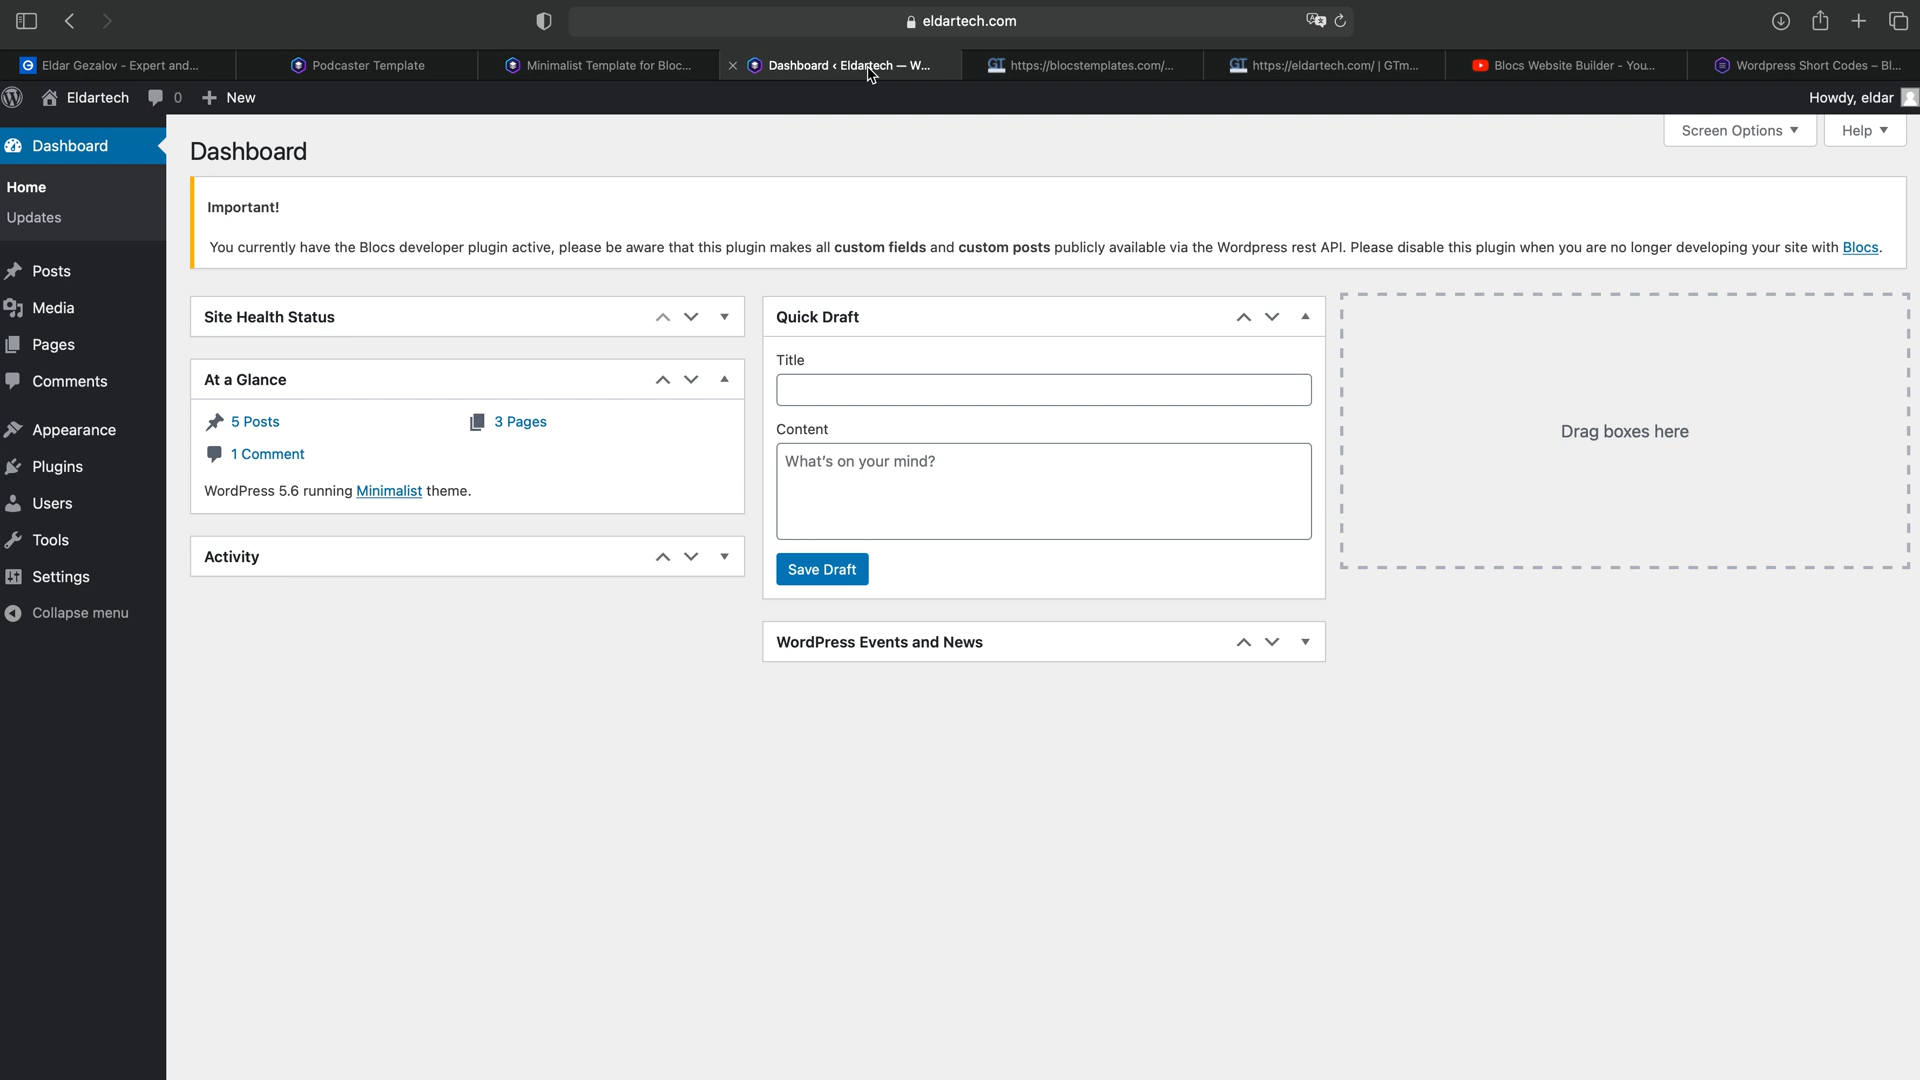 eldartech.com
Eldar Gezalov - Expert and...
Podcaster Template
Minimalist Template for Bloc...
Dashboard ‹ Eldartech — W...
GT https://blocstemplates.com/...
GT https://eldartech.com/ | GTm...
Blocs Website Builder - You...
Wordpress Short Codes – Bl...
Eldartech
0
New
Howdy, eldar
Dashboard
Home
Updates
Posts
Media
Pages
Comments
Appearance
Plugins
Users
Tools
Settings
Collapse menu
Screen Options
Help
Dashboard
Important!
You currently have the Blocs developer plugin active, please be aware that this plugin makes all custom fields and custom posts publicly available via the Wordpress rest API. Please disable this plugin when you are no longer developing your site with Blocs.
Site Health Status
At a Glance
5 Posts
3 Pages
1 Comment
WordPress 5.6 running Minimalist theme.
Activity
Quick Draft
Title
Content
What's on your mind?
Save Draft
WordPress Events and News
Drag boxes here